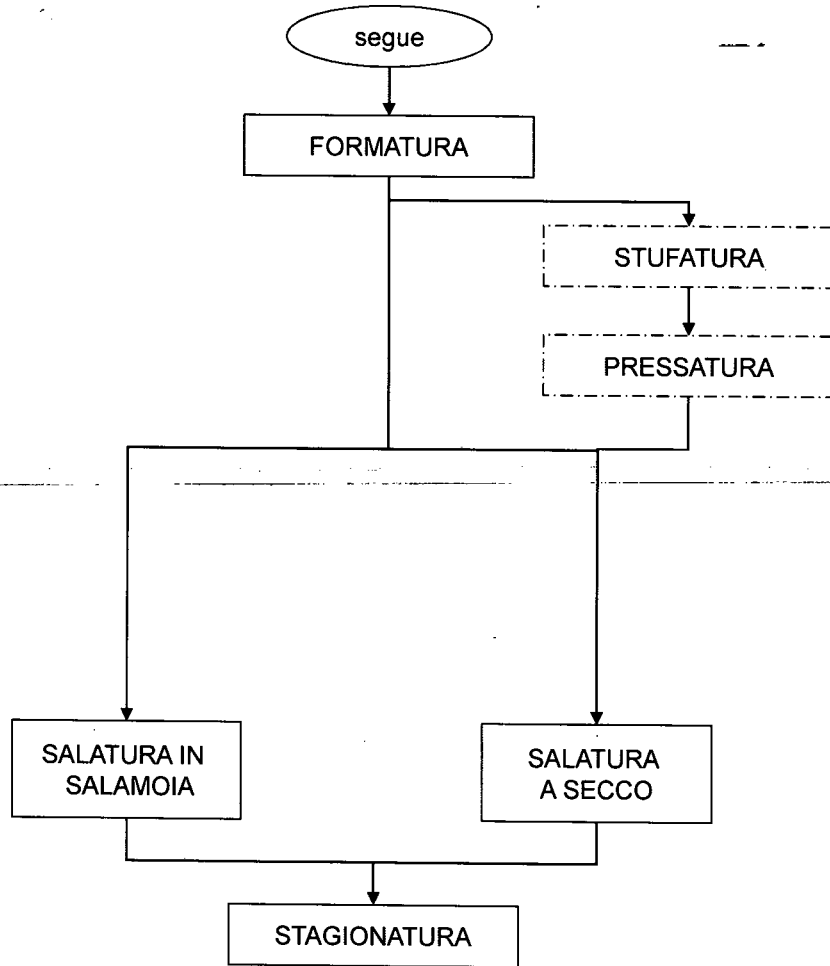 segue
FORMATURA
STUFATURA
PRESSATURA
SALATURA IN
SALAMOIA
SALATURA
A SECCO
STAGIONATURA